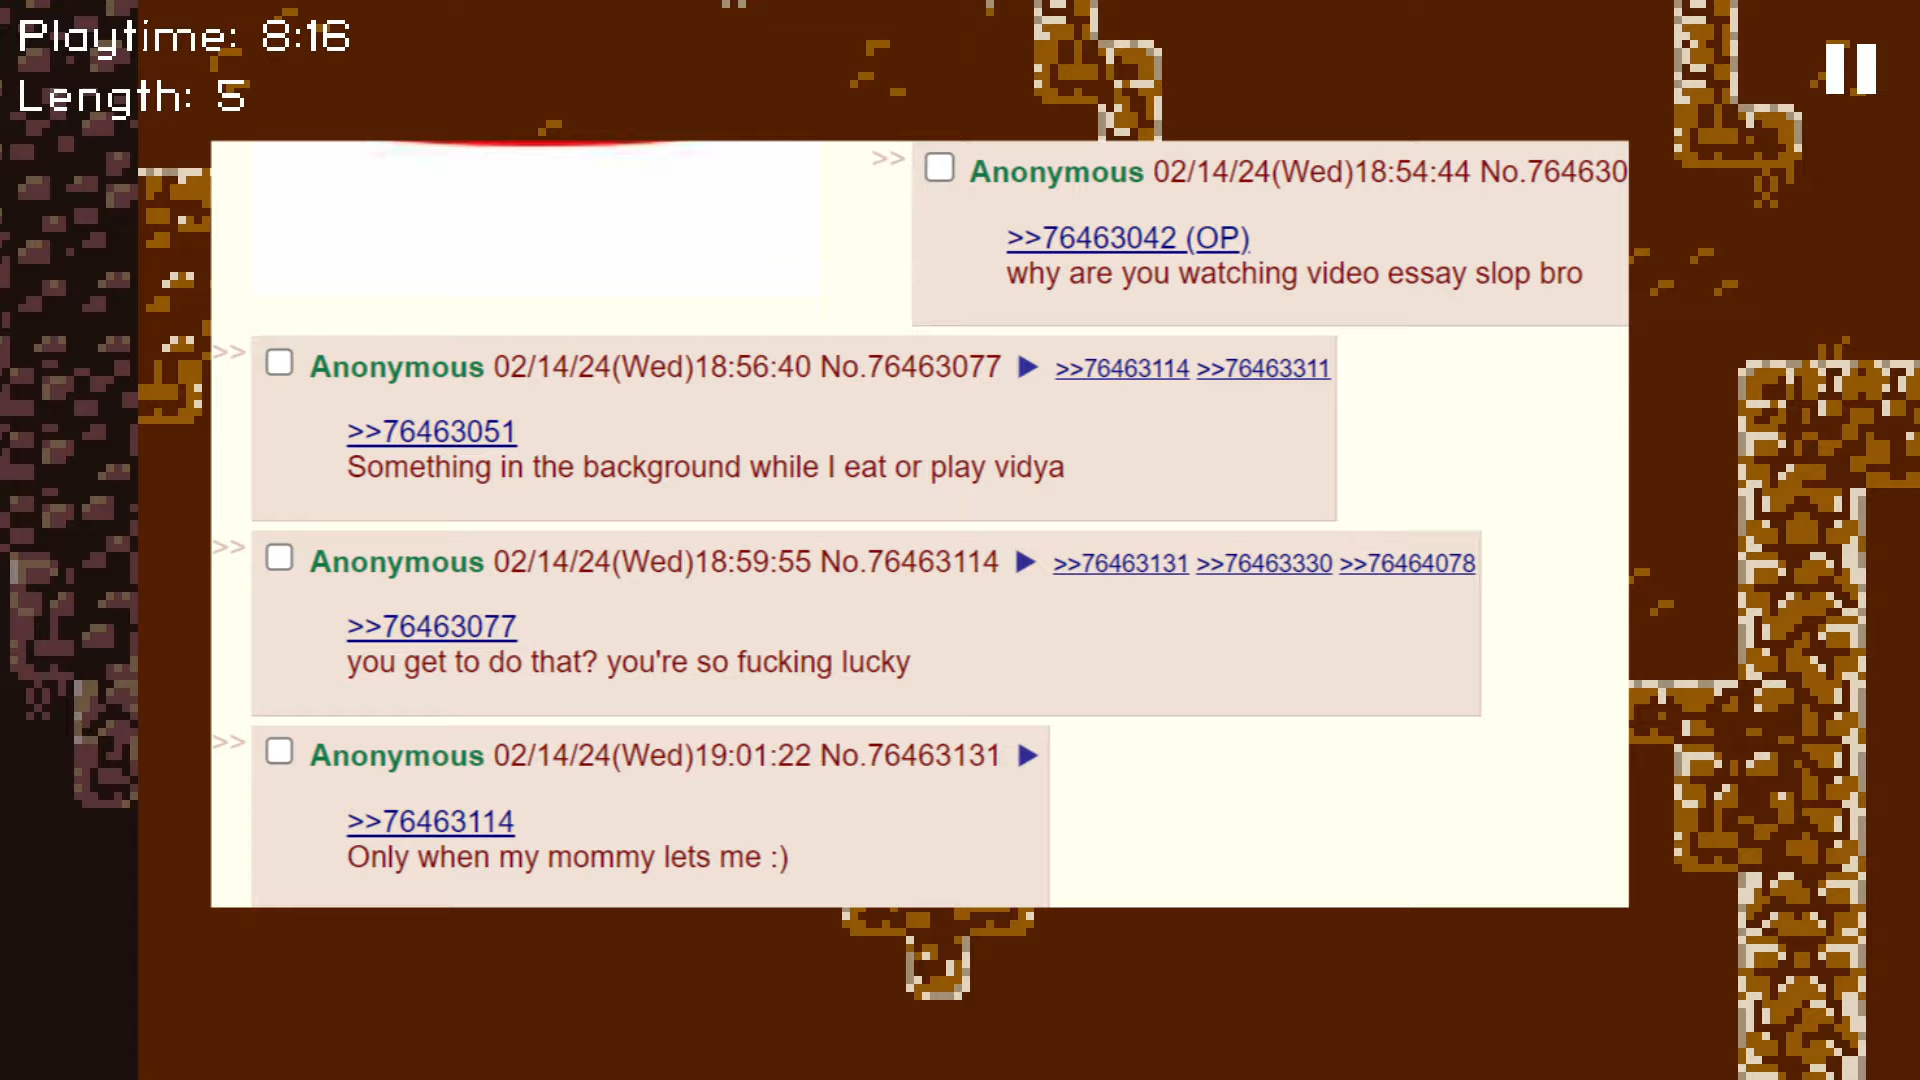 Playtime: 8:16
Length: 5
>> Anonymous 02/14/24(Wed)18:54:44 No.764630
>>76463042 (OP)
why are you watching video essay slop bro
>> Anonymous 02/14/24(Wed)18:56:40 No.76463077 ▶ >>76463114 >>76463311
>>76463051
Something in the background while I eat or play vidya
>> Anonymous 02/14/24(Wed)18:59:55 No.76463114 ▶ >>76463131 >>76463330 >>76464078
>>76463077
you get to do that? you're so fucking lucky
>> Anonymous 02/14/24(Wed)19:01:22 No.76463131 ▶
>>76463114
Only when my mommy lets me :)